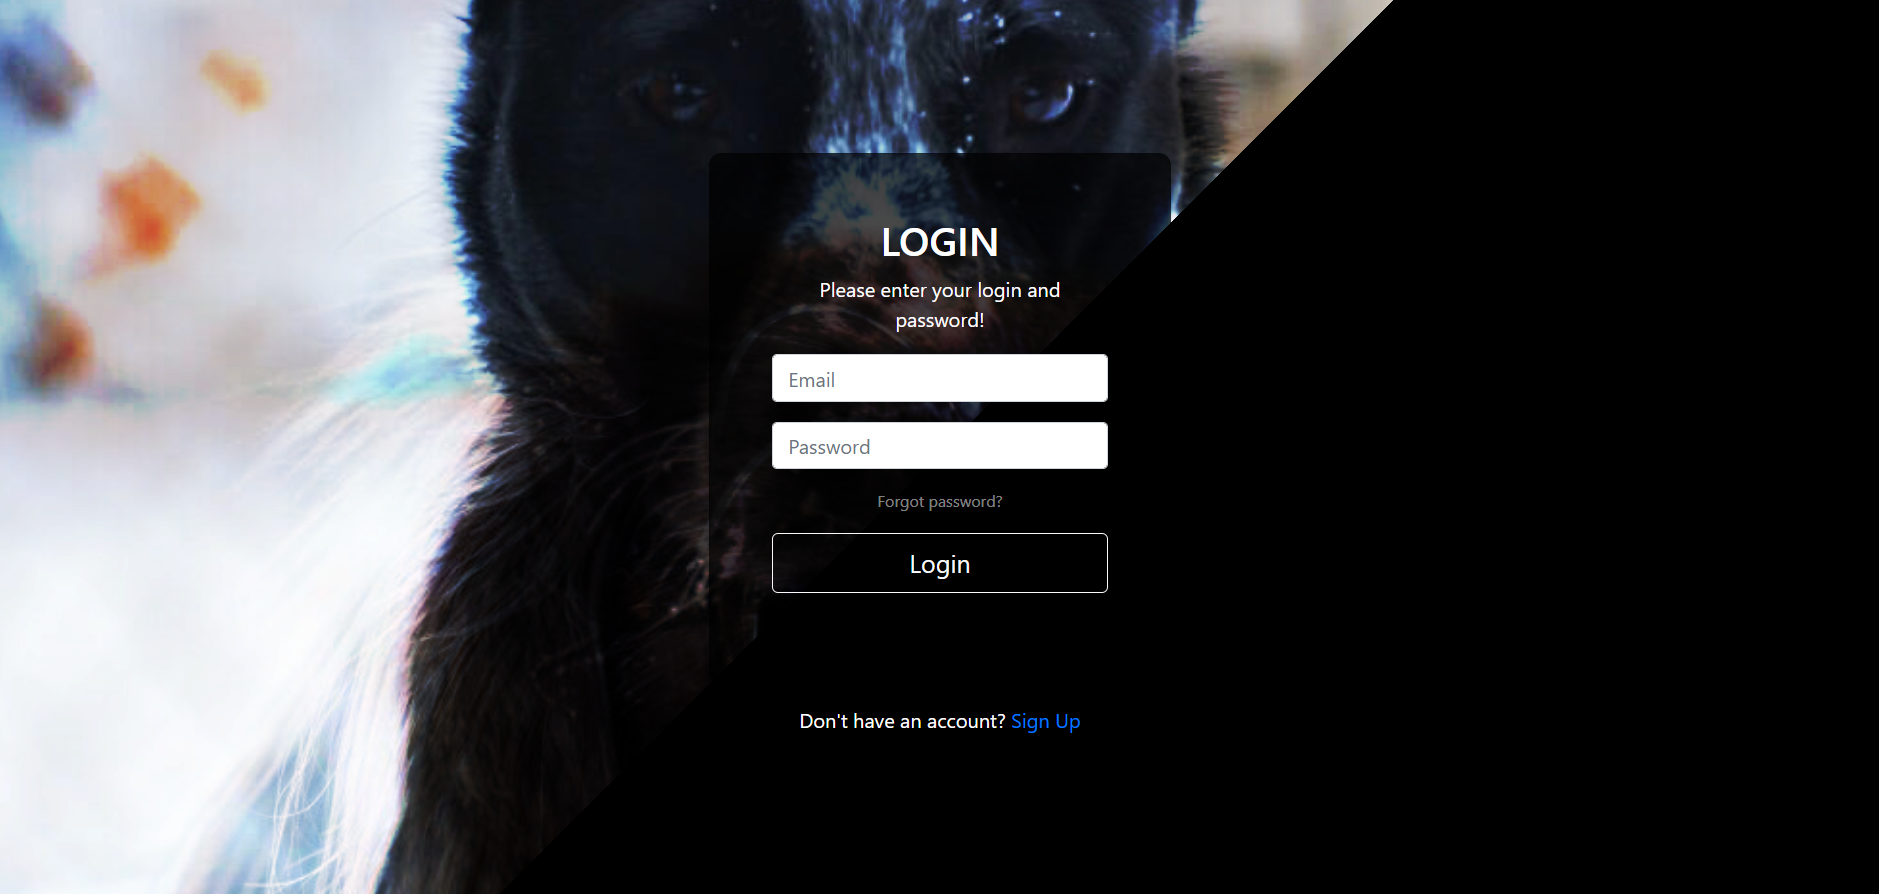 LOGIN
Please enter your login and
password!
Email
Password
Forgot password?
Login
Don't have an account? Sign Up